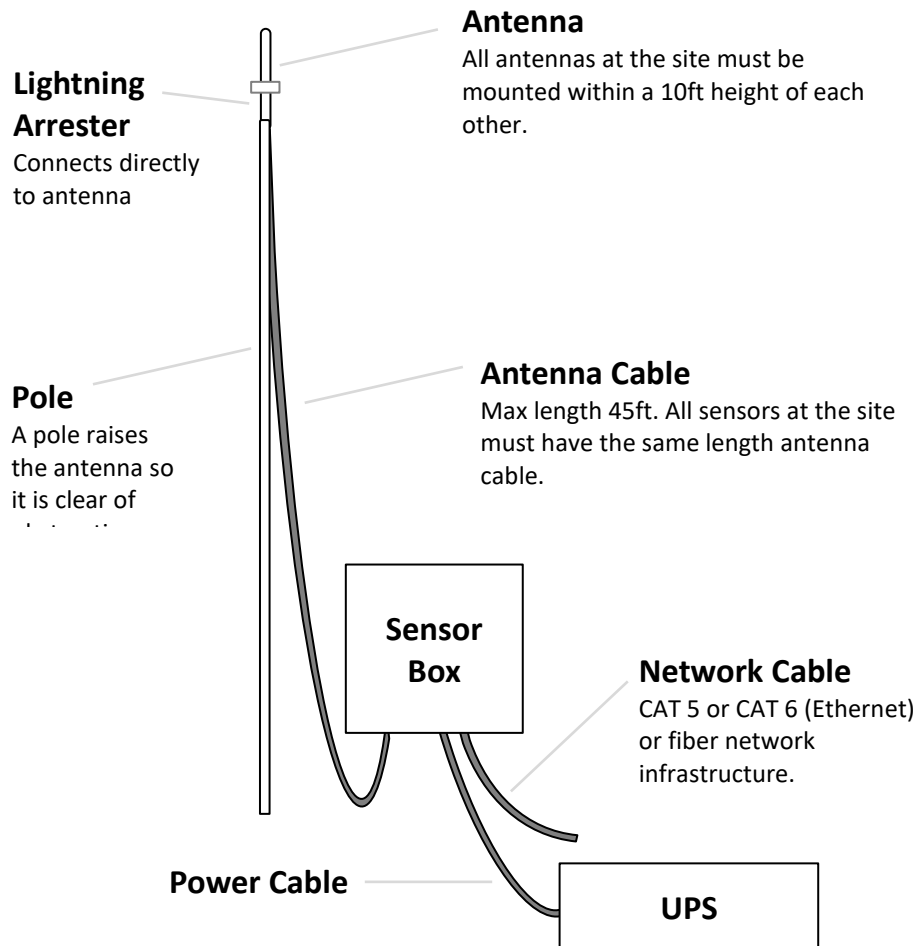 Antenna
All antennas at the site must be
mounted within a 10ft height of each
other.
Lightning
Arrester
Connects directly
to antenna
Pole
A pole raises
the antenna so
it is clear of
Antenna Cable
Max length 45ft. All sensors at the site
must have the same length antenna
cable.
Sensor
Box
Network Cable
CAT 5 or CAT 6 (Ethernet)
or fiber network
infrastructure.
Power Cable
UPS